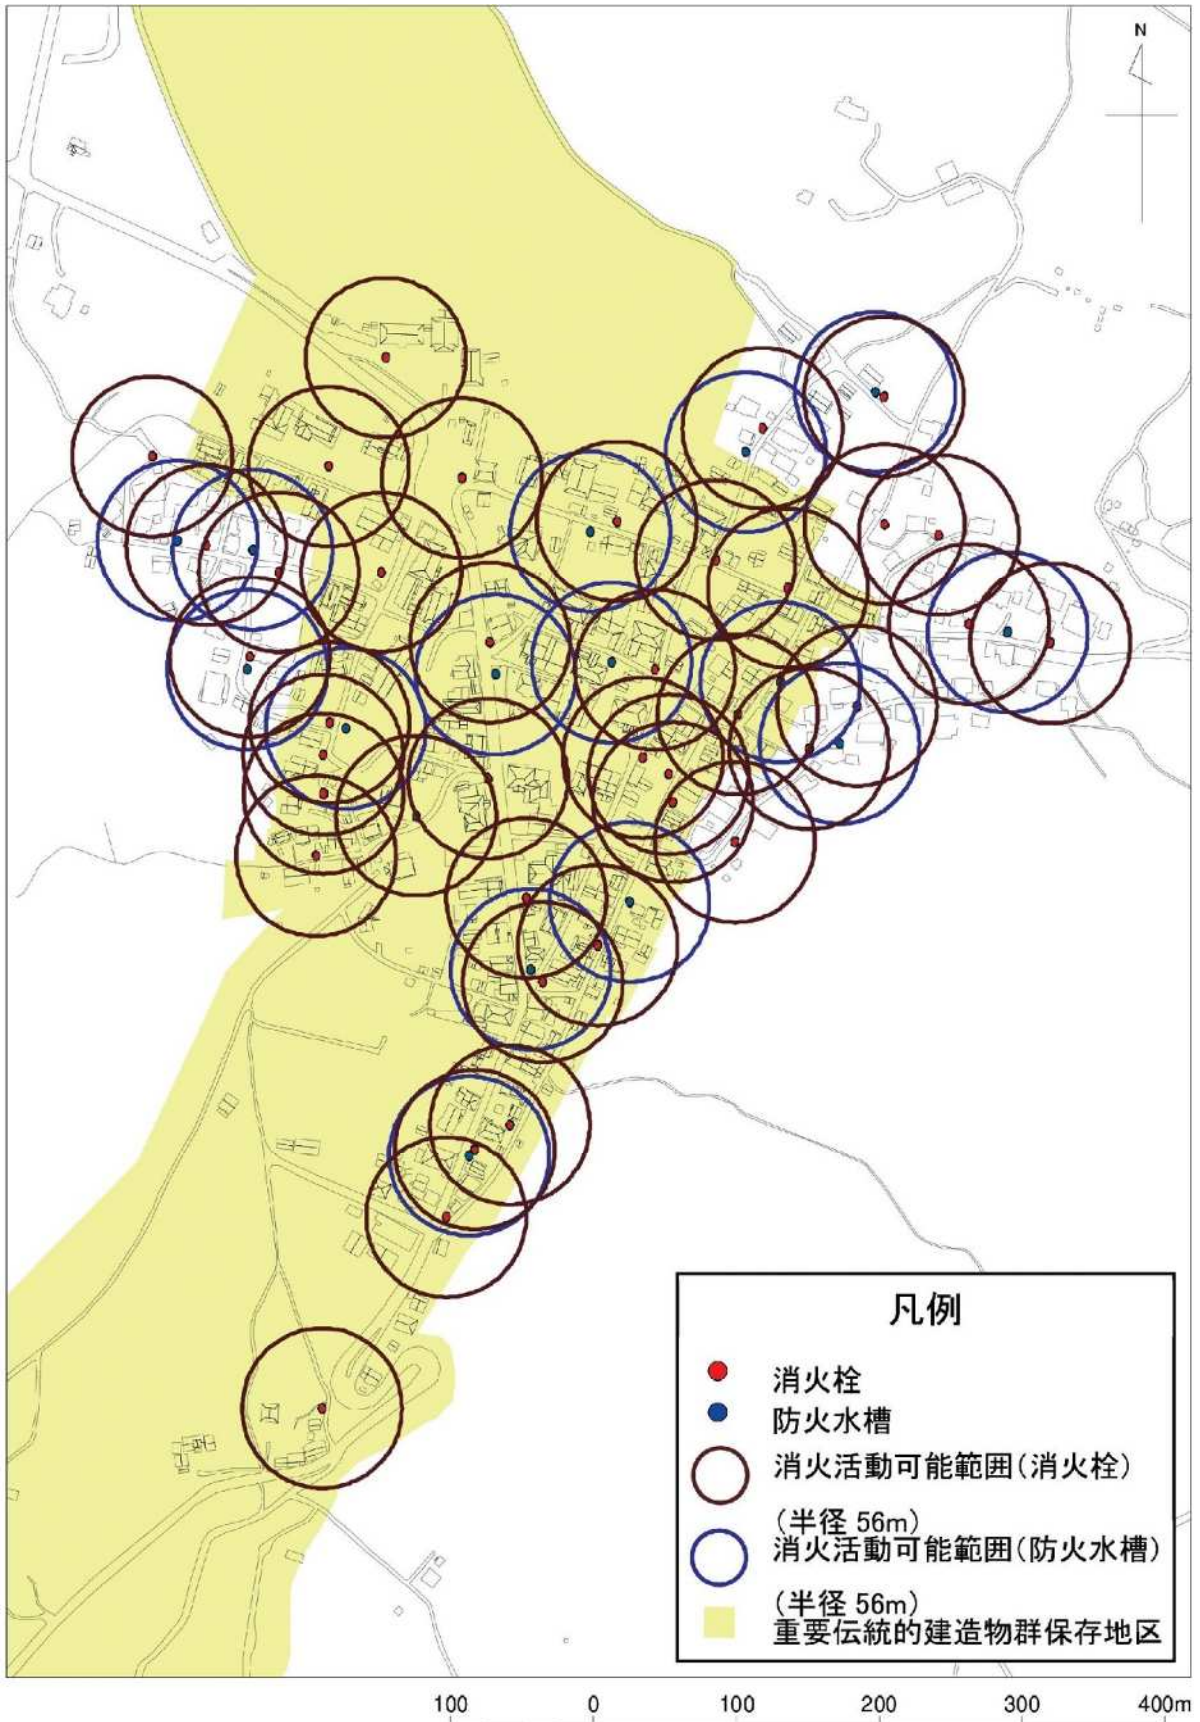 N
凡例
消火栓
防火水槽
消火活動可能範囲(消火栓)
(半径 56m)
消火活動可能範囲(防火水槽)
(半径 56m)
重要伝統的建造物群保存地区
100 0 100 200 300 400m